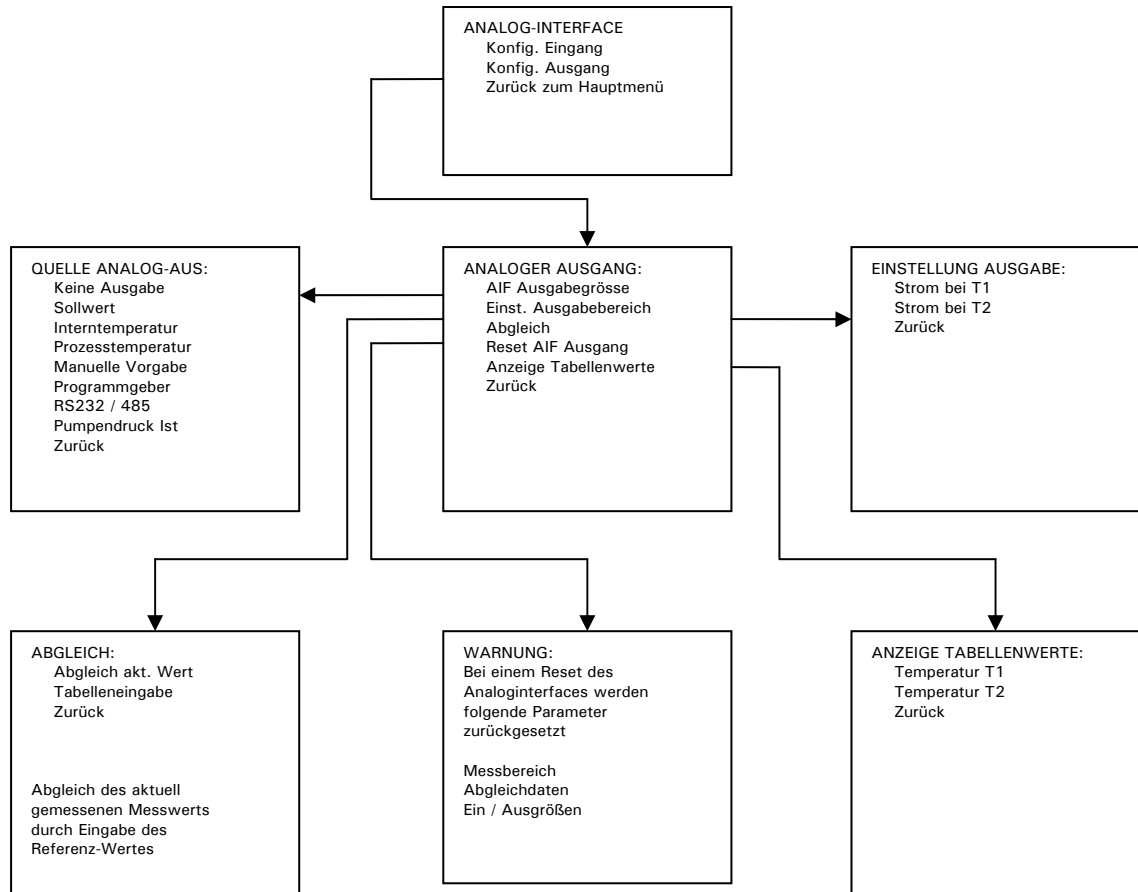 ANALOG-INTERFACE
Konfig. Eingang
Konfig. Ausgang
Zurück zum Hauptmenü
QUELLE ANALOG-AUS:
Keine Ausgabe
Sollwert
Interntemperatur
Prozesstemperatur
Manuelle Vorgabe
Programmgeber
RS232 / 485
Pumpendruck Ist
Zurück
ANALOGER AUSGANG:
AIF Ausgabegrösse
Einst. Ausgabebereich
Abgleich
Reset AIF Ausgang
Anzeige Tabellenwerte
Zurück
EINSTELLUNG AUSGABE:
Strom bei T1
Strom bei T2
Zurück
ABGLEICH:
Abgleich akt. Wert
Tabelleneingabe
Zurück
Abgleich des aktuell
gemessenen Messwerts
durch Eingabe des
Referenz-Wertes
WARNUNG:
Bei einem Reset des
Analoginterfaces werden
folgende Parameter
zurückgesetzt
Messbereich
Abgleichdaten
Ein / Ausgrößen
ANZEIGE TABELLENWERTE:
Temperatur T1
Temperatur T2
Zurück